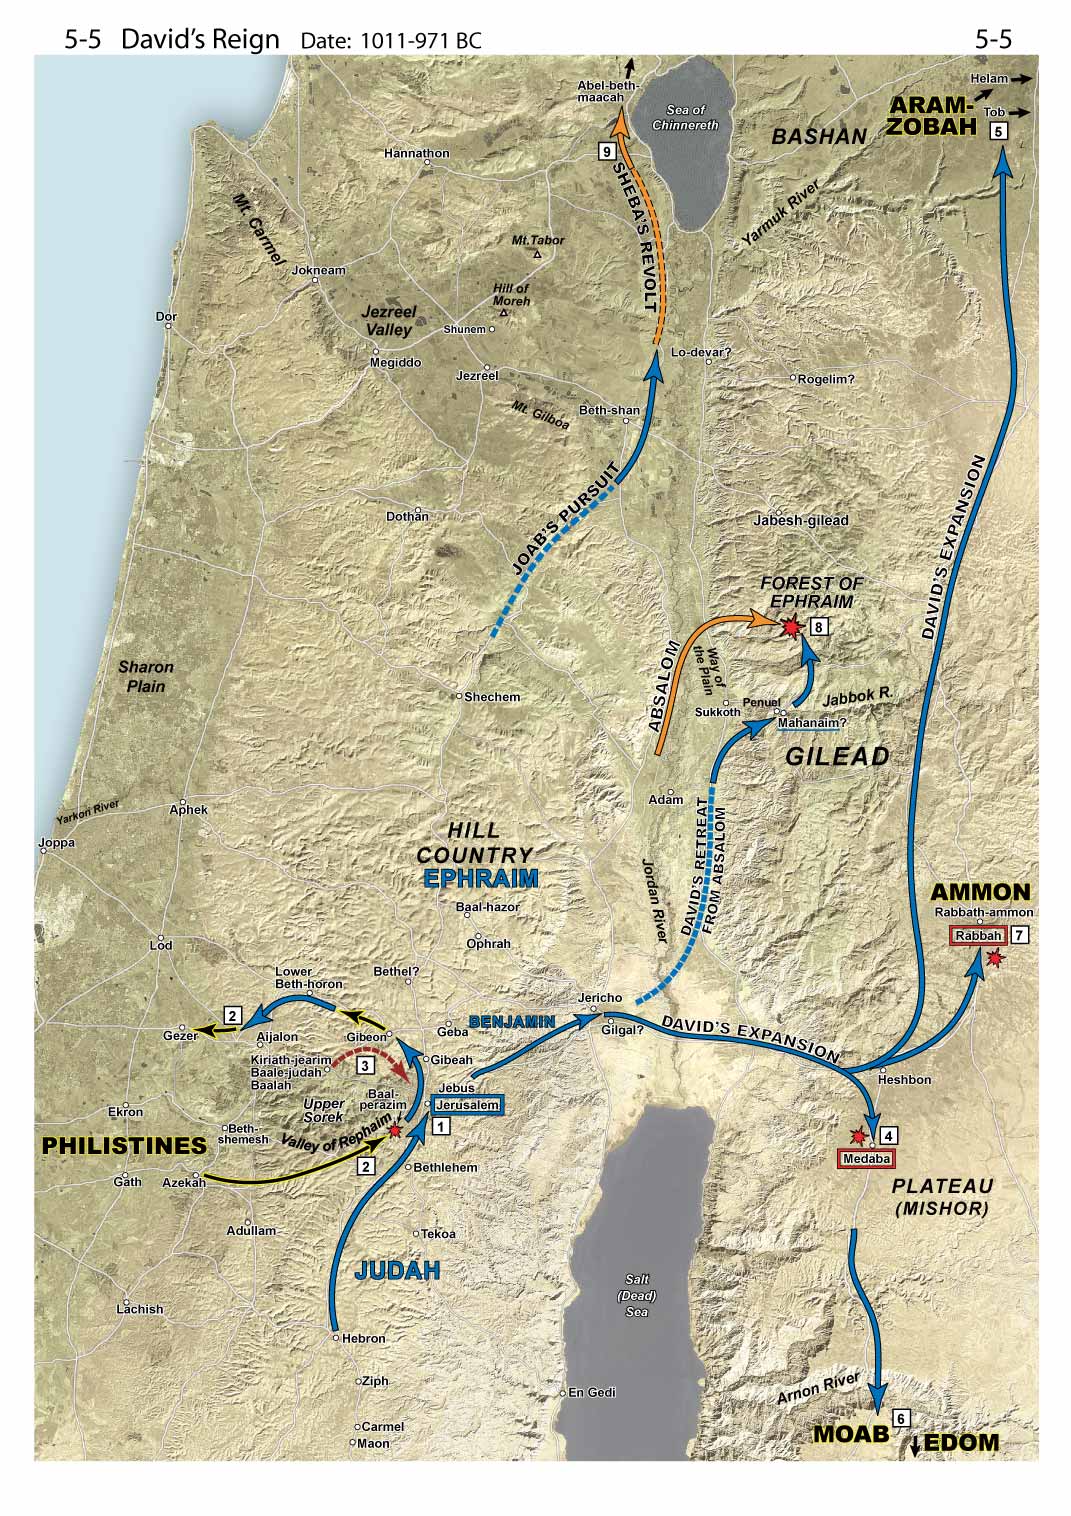 5-5 David's Reign Date: 1011-971 BC 5-5
Abel-beth-
maacah
Sea of
Chinnereth
Helam
ARAM-
ZOBAH
Tob
5
BASHAN
9
Hannathon
SHEBA'S REVOLT
Yarmuk River
Mt. Carmel
Mt.Tabor
Jokneam
Hill of
Moreh
Jezreel
Valley
Dor
Shunem
Megiddo
Lo-devar?
Jezreel
Rogelim?
Mt. Gilboa
Beth-shan
JOAB'S PURSUIT
DAVID'S EXPANSION
Dothan
Jabesh-gilead
FOREST OF
EPHRAIM
8
ABSALOM
Way of
the Plain
Sharon
Plain
Shechem
Penuel
Jabbok R.
Sukkoth
Mahanaim?
GILEAD
Adam
Yarkon River
Aphek
Joppa
HILL
COUNTRY
EPHRAIM
DAVID'S RETREAT
FROM ABSALOM
Jordan River
AMMON
Baal-hazor
Rabbath-ammon
Rabbah
7
Lod
Ophrah
Lower
Beth-horon
Bethel?
Jericho
2
Gezer
Aijalon
Gibeon
Geba
BENJAMIN
Gilgal?
DAVID'S EXPANSION
Kiriath-jearim
Baale-judah
Baalah
3
Gibeah
Heshbon
Jebus
Jerusalem
Baal-
perazim
Upper
Sorek
Ekron
Beth-
shemesh
Valley of Rephaim
1
4
Medaba
PHILISTINES
2
Bethlehem
Gath
Azekah
PLATEAU
(MISHOR)
Adullam
Tekoa
JUDAH
Salt
(Dead)
Sea
Lachish
Hebron
Ziph
En Gedi
Arnon River
Carmel
Maon
MOAB
6
EDOM